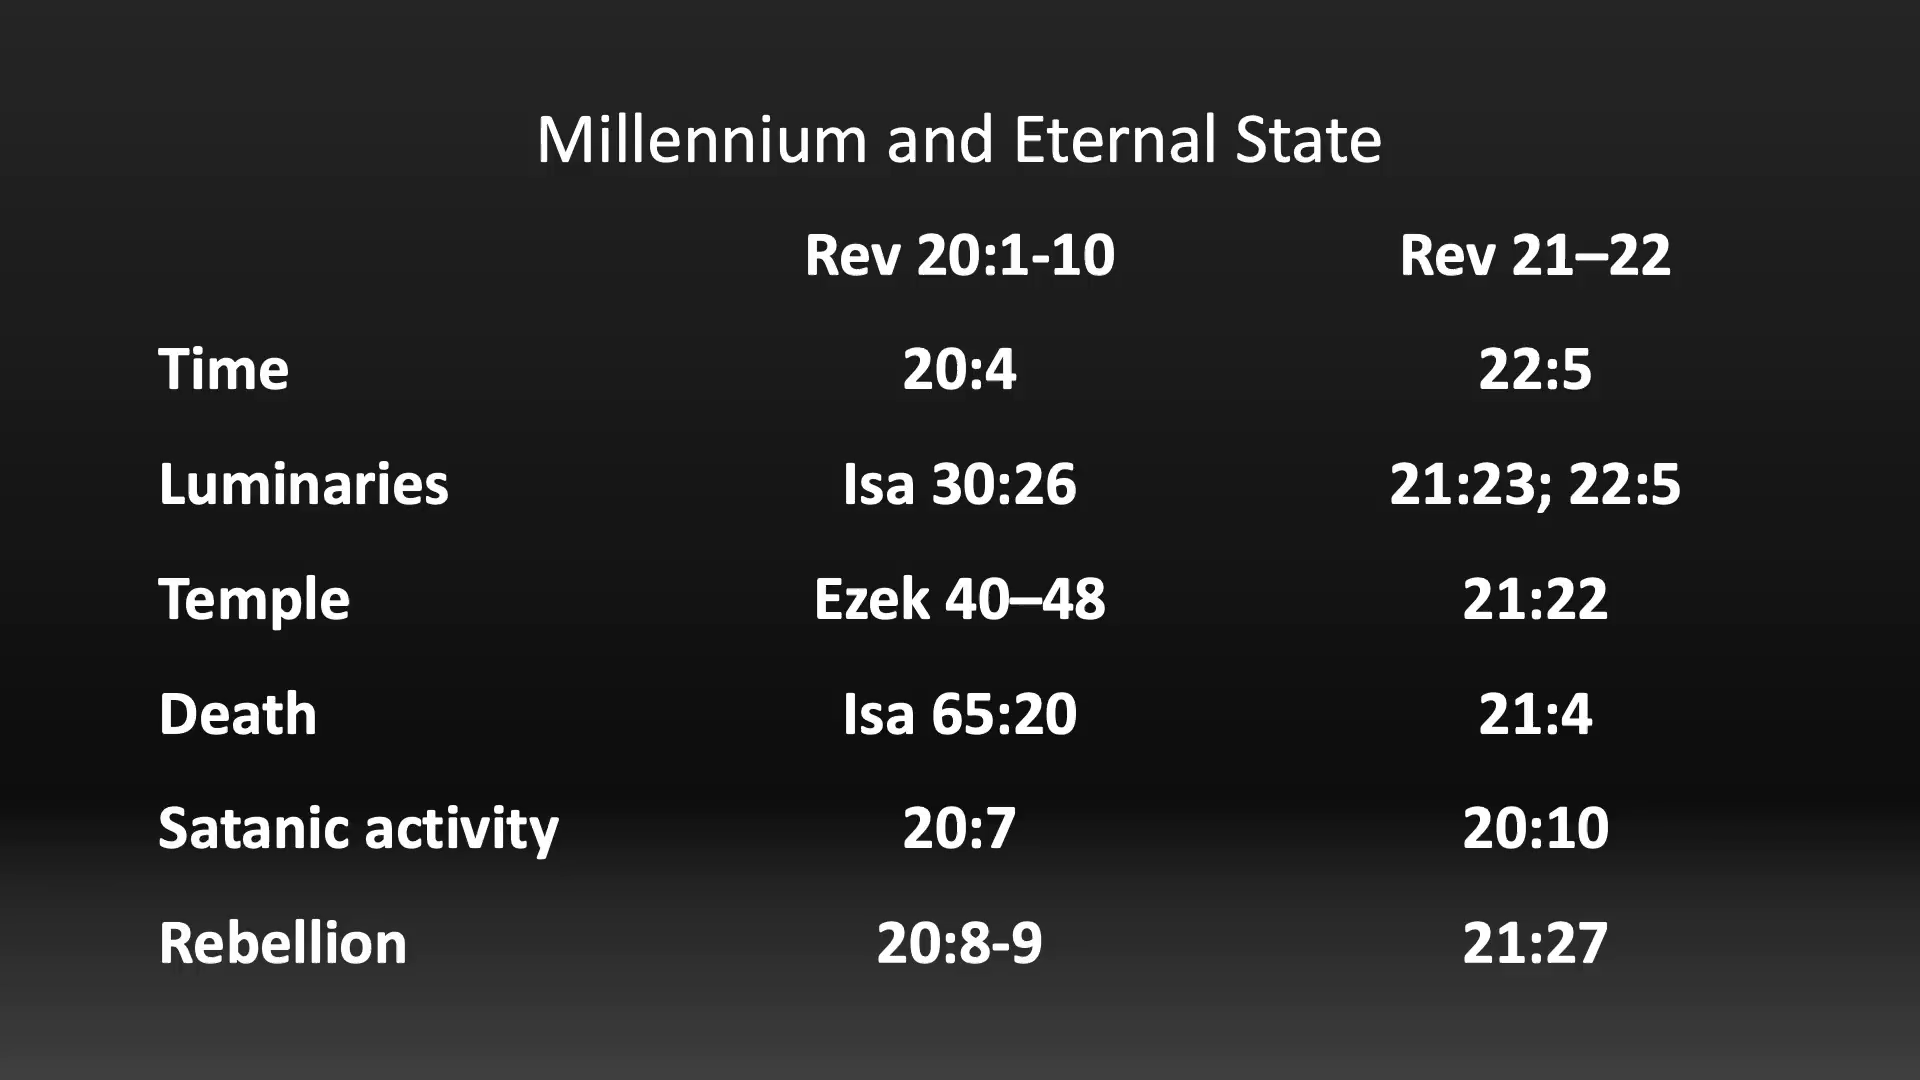 Millennium and Eternal State
Rev 20:1-10 Rev 21–22
Time 20:4 22:5
Luminaries Isa 30:26 21:23; 22:5
Temple Ezek 40–48 21:22
Death Isa 65:20 21:4
Satanic activity 20:7 20:10
Rebellion 20:8-9 21:27